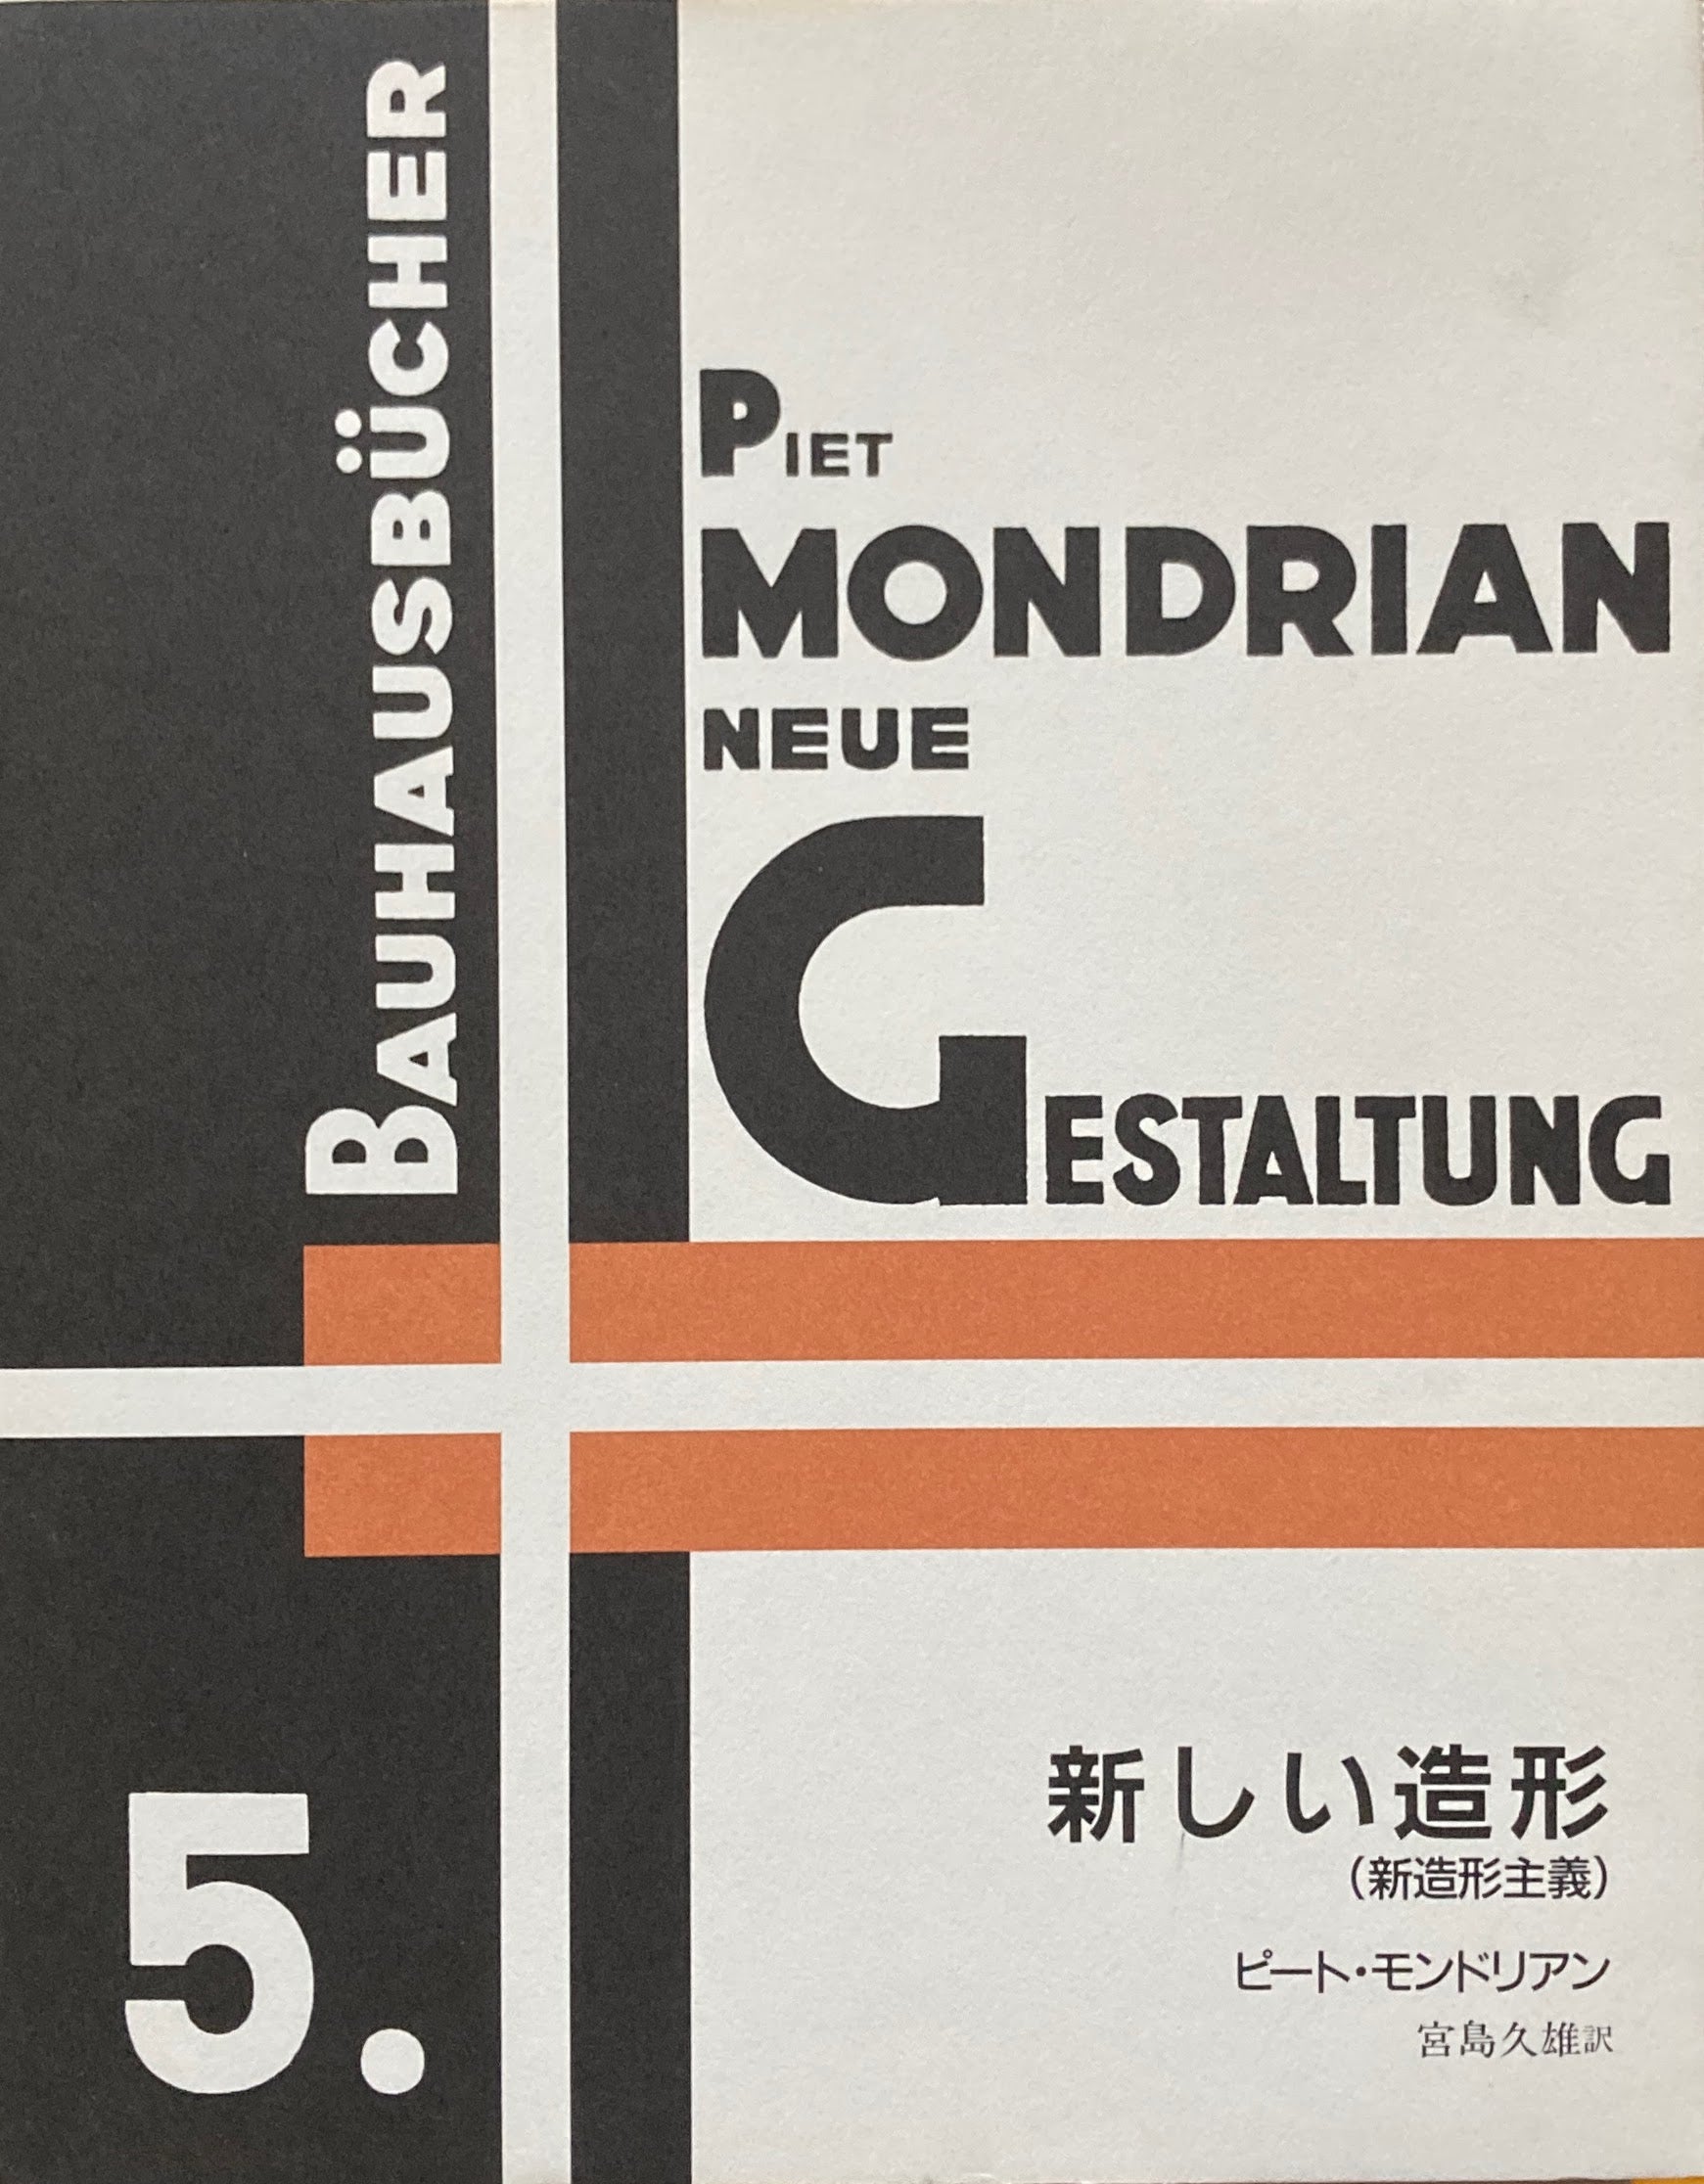 BAUHAUSBÜCHER
PIET
MONDRIAN
NEUE
GESTALTUNG
5.
新しい造形
(新造形主義)
ピート・モンドリアン
宮島久雄訳